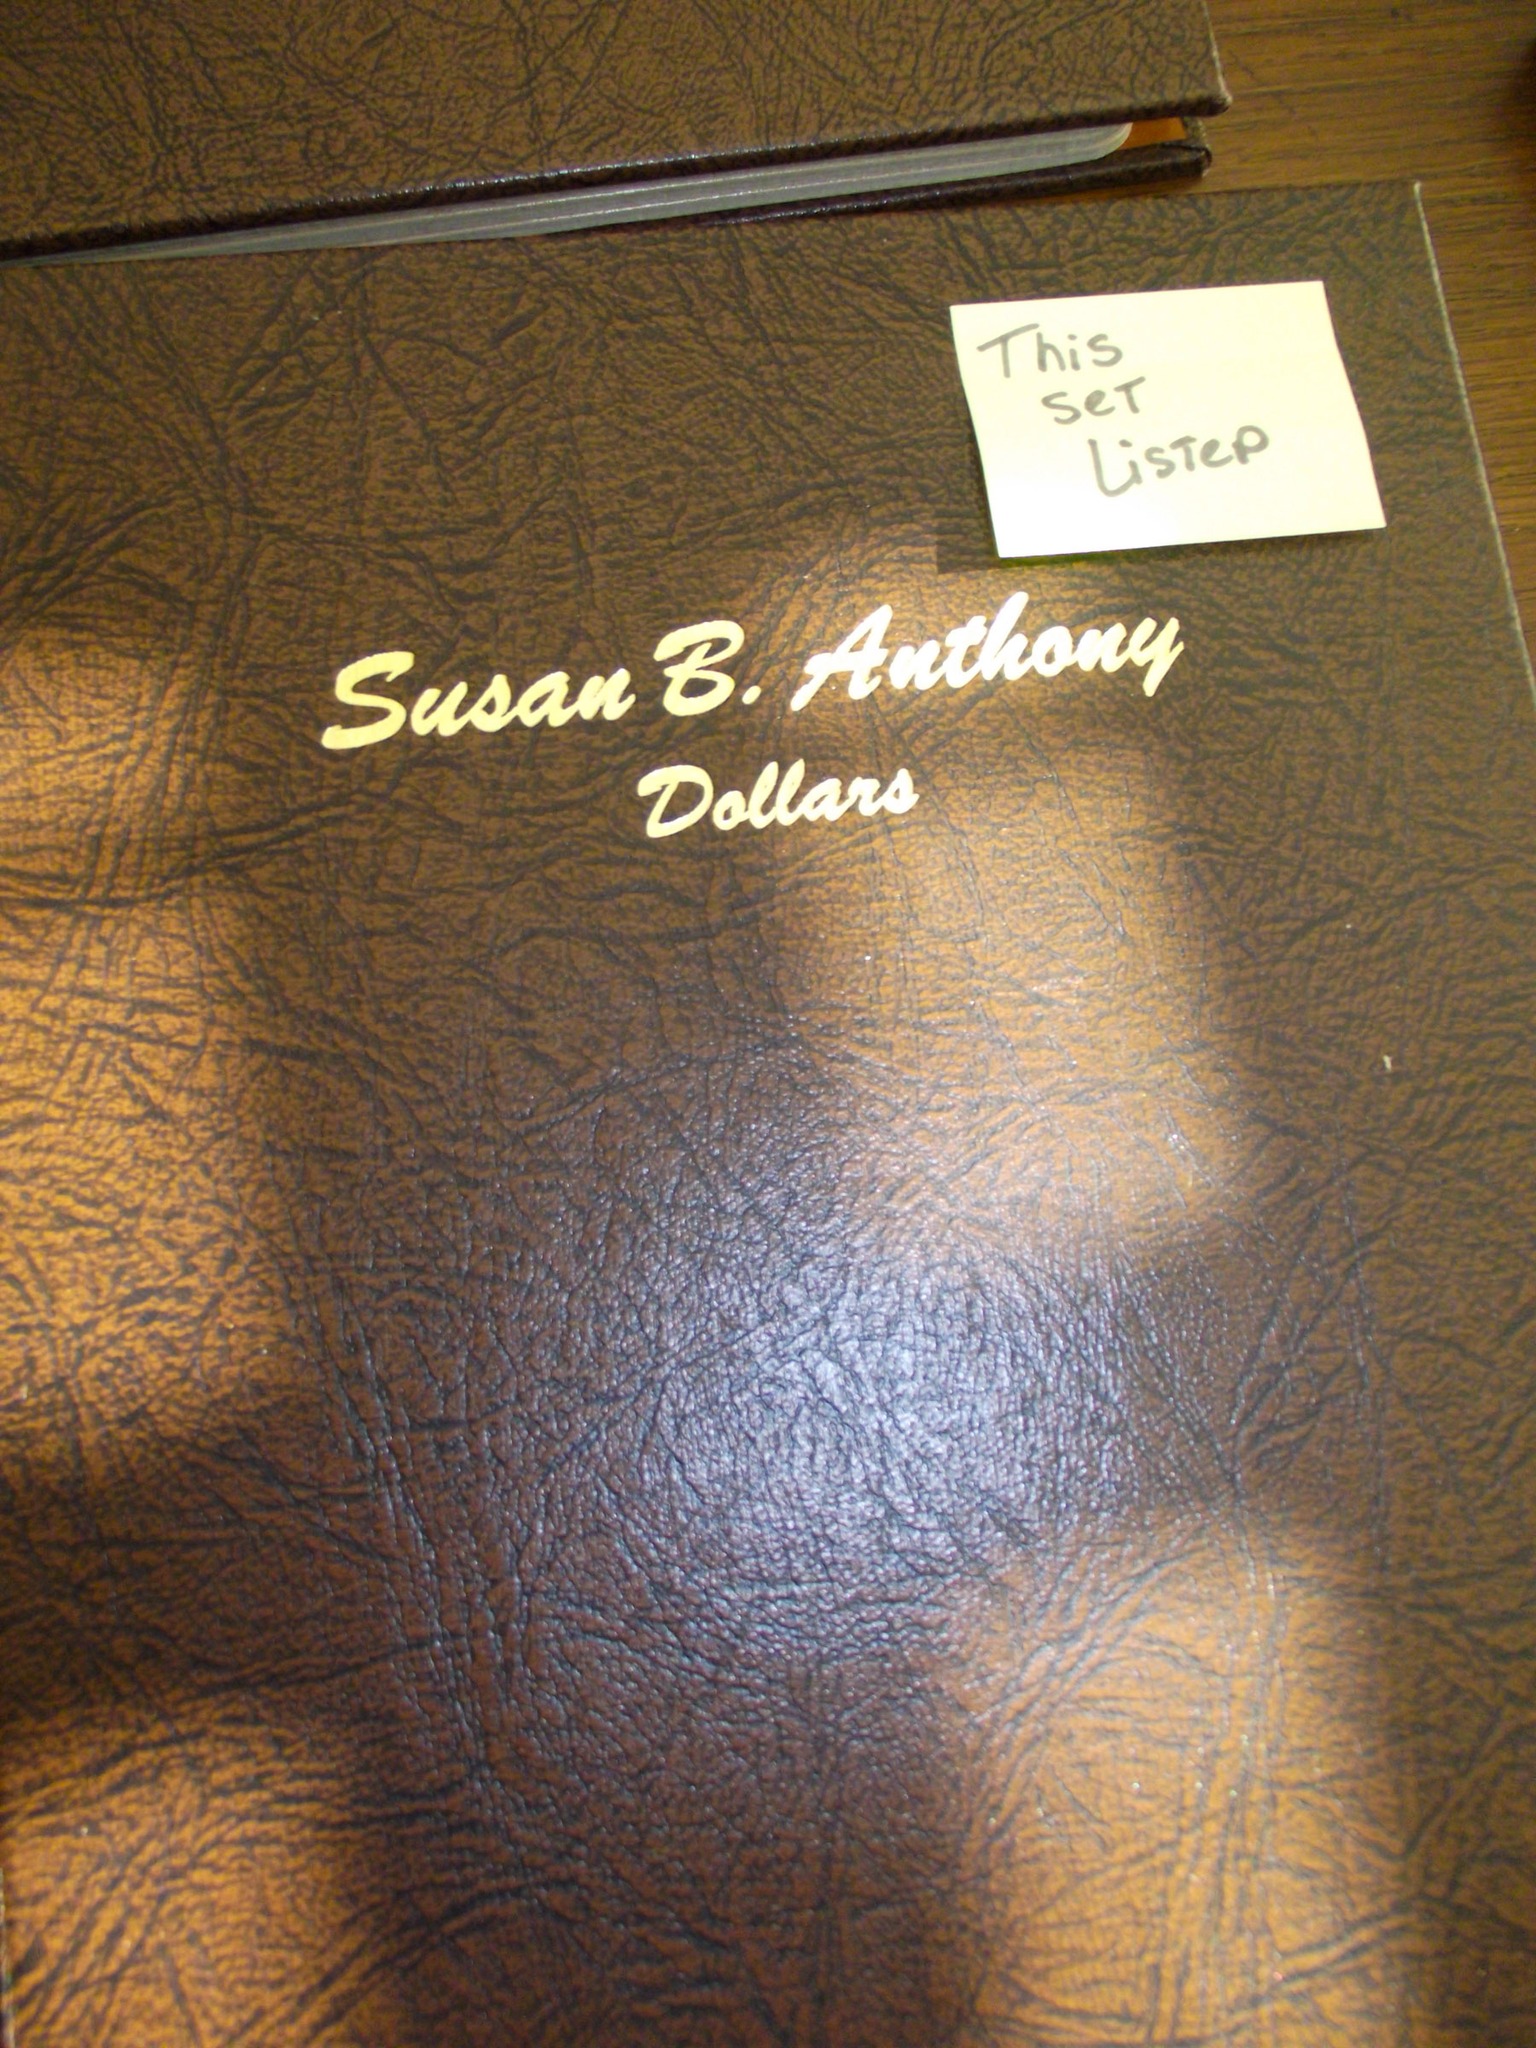 This
set
Listed
Susan B. Anthony
Dollars